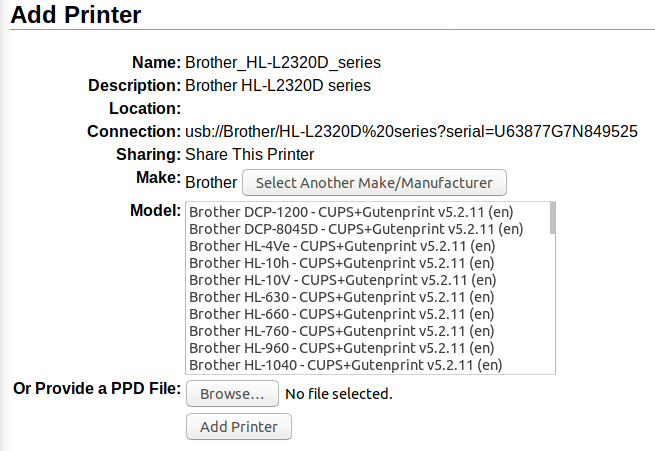 Add Printer
Name: Brother_HL-L2320D_series
Description: Brother HL-L2320D series
Location:
Connection: usb://Brother/HL-L2320D%20series?serial=U63877G7N849525
Sharing: Share This Printer
Make: Brother Select Another Make/Manufacturer
Model:
Brother DCP-1200 - CUPS+Gutenprint v5.2.11 (en)
Brother DCP-8045D - CUPS+Gutenprint v5.2.11 (en)
Brother HL-4Ve - CUPS+Gutenprint v5.2.11 (en)
Brother HL-10h - CUPS+Gutenprint v5.2.11 (en)
Brother HL-10V - CUPS+Gutenprint v5.2.11 (en)
Brother HL-630 - CUPS+Gutenprint v5.2.11 (en)
Brother HL-660 - CUPS+Gutenprint v5.2.11 (en)
Brother HL-760 - CUPS+Gutenprint v5.2.11 (en)
Brother HL-960 - CUPS+Gutenprint v5.2.11 (en)
Brother HL-1040 - CUPS+Gutenprint v5.2.11 (en)
Or Provide a PPD File: Browse... No file selected.
Add Printer